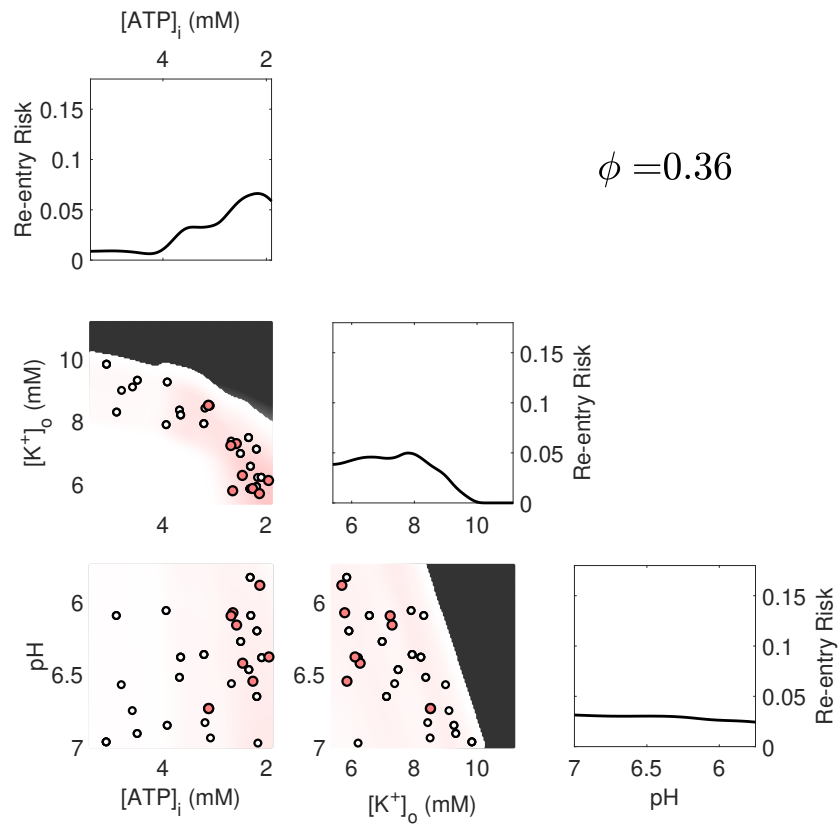 [ATP]i (mM)
4 2
Re-entry Risk
0.15
0.1
0.05
0
ϕ =0.36
[K+]o (mM)
10
8
6
4 2
Re-entry Risk
0.15
0.1
0.05
0
6 8 10
pH
6
6.5
7
4 2
[ATP]i (mM)
6
6.5
7
6 8 10
[K+]o (mM)
Re-entry Risk
0.15
0.1
0.05
0
7 6.5 6
pH